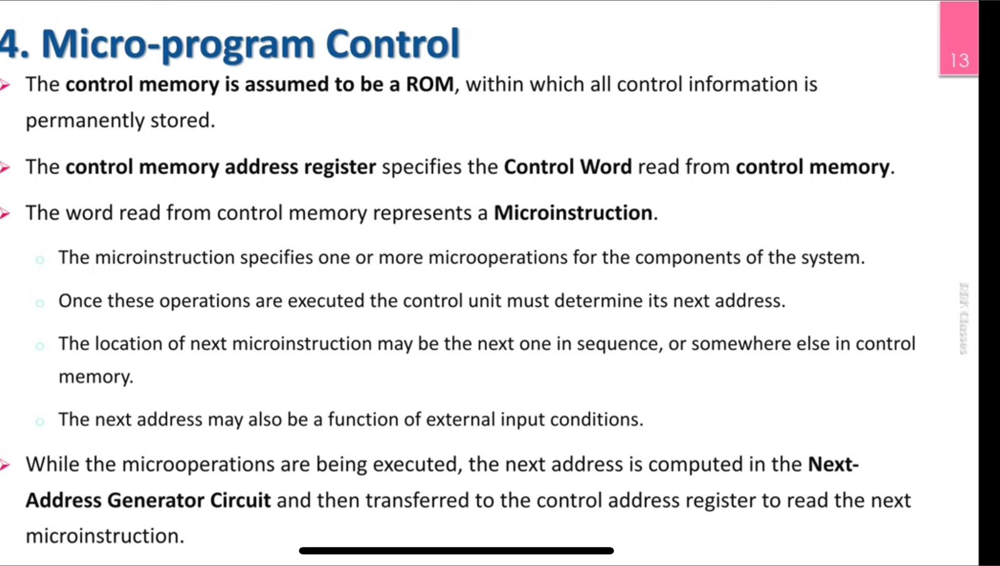 4. Micro-program Control
13
The control memory is assumed to be a ROM, within which all control information is
permanently stored.
The control memory address register specifies the Control Word read from control memory.
The word read from control memory represents a Microinstruction.
The microinstruction specifies one or more microoperations for the components of the system.
Once these operations are executed the control unit must determine its next address.
The location of next microinstruction may be the next one in sequence, or somewhere else in control
memory.
The next address may also be a function of external input conditions.
While the microoperations are being executed, the next address is computed in the Next-
Address Generator Circuit and then transferred to the control address register to read the next
microinstruction.